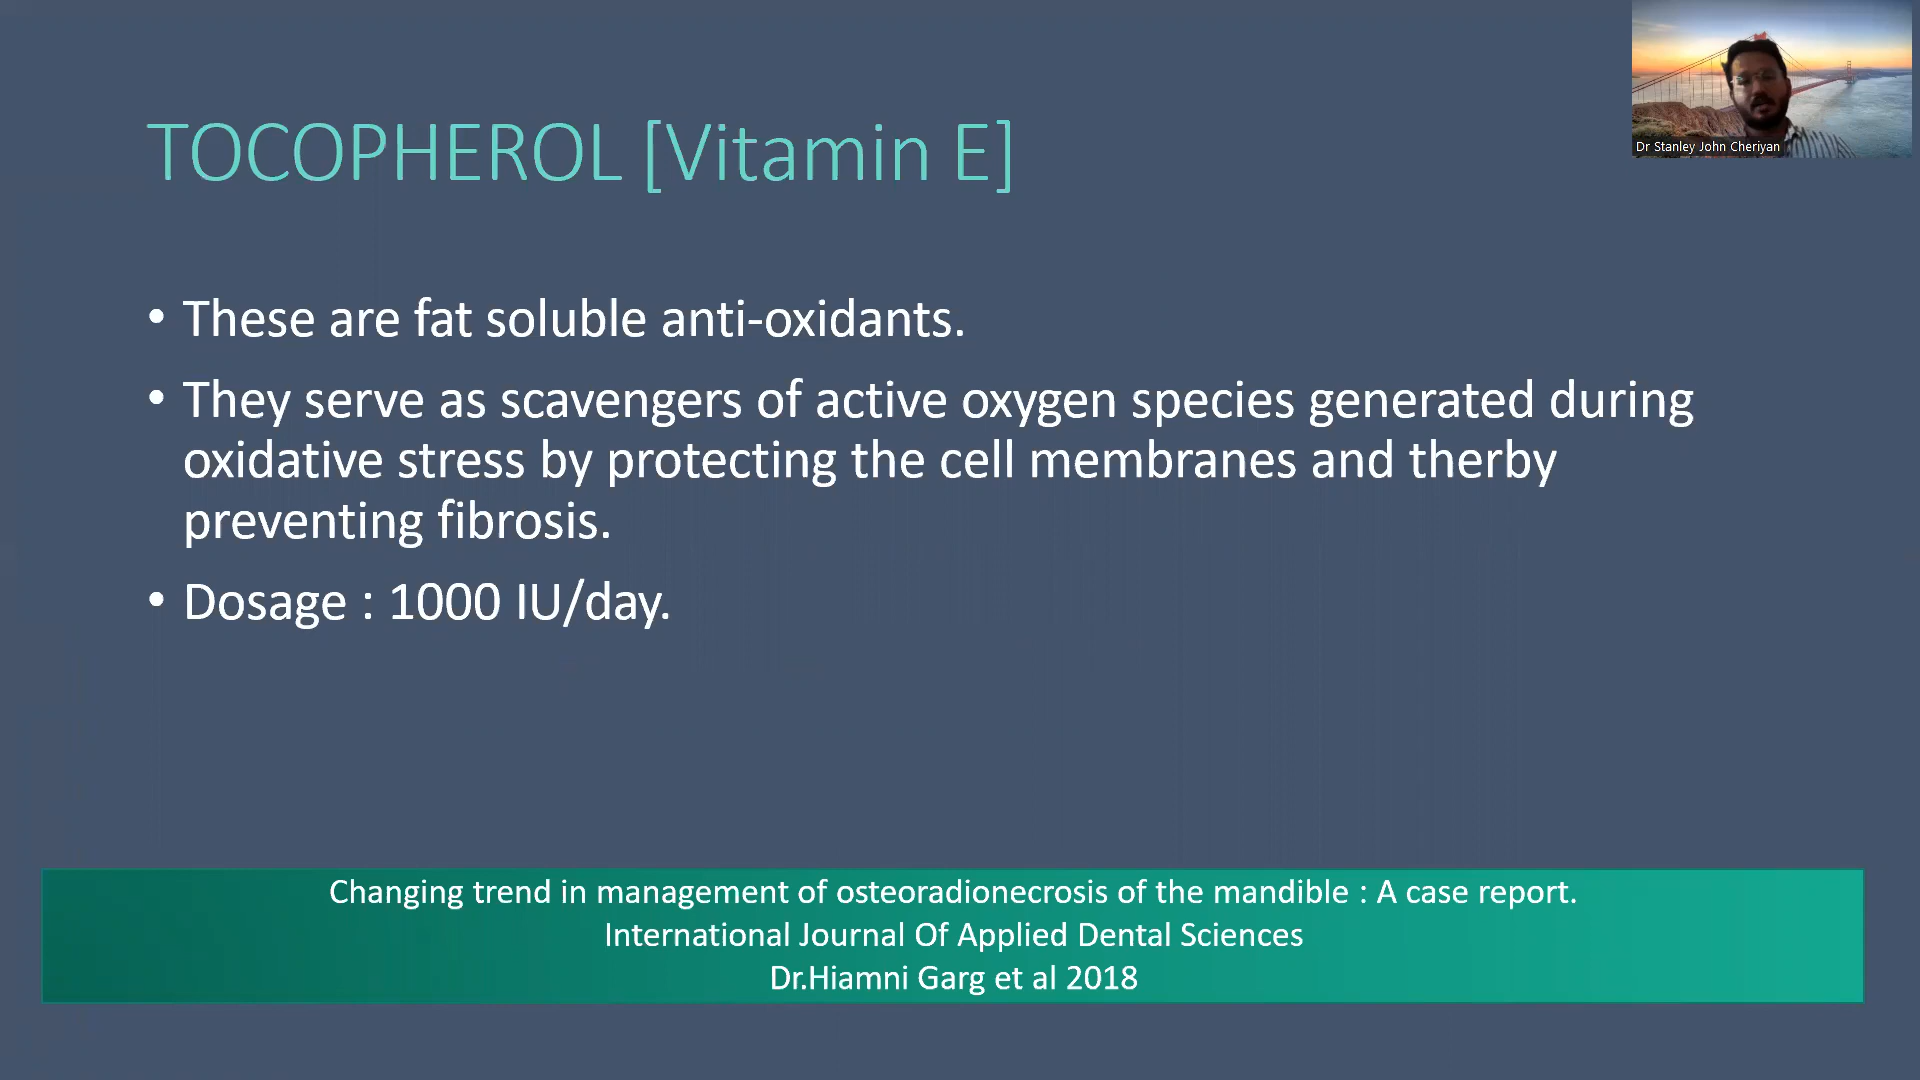 TOCOPHEROL [Vitamin E]
Dr Stanley John Cheriyan
• These are fat soluble anti-oxidants.
• They serve as scavengers of active oxygen species generated during
oxidative stress by protecting the cell membranes and therby
preventing fibrosis.
• Dosage : 1000 IU/day.
Changing trend in management of osteoradionecrosis of the mandible : A case report.
International Journal Of Applied Dental Sciences
Dr.Hiamni Garg et al 2018